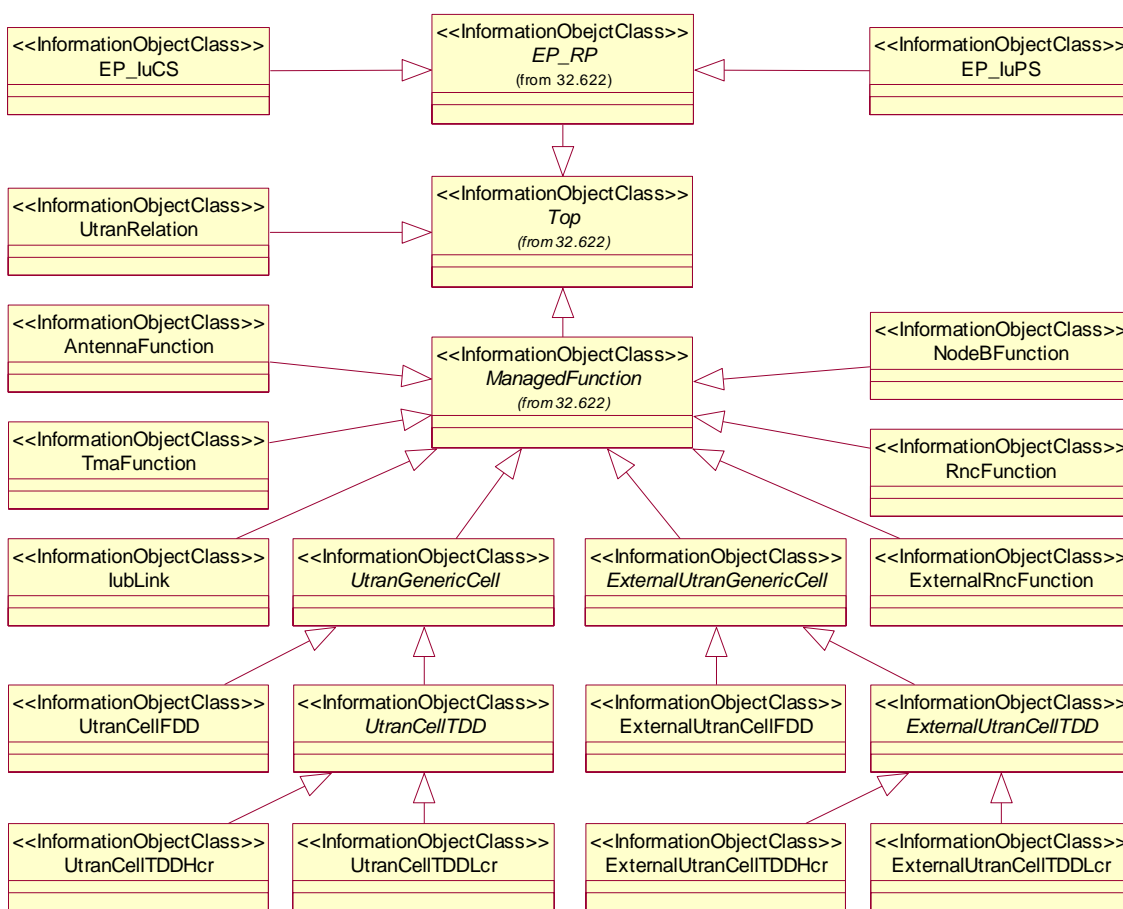 <<InformationObjectClass>>
EP_IuCS
<<InformationObejctClass>>
EP_RP
(from 32.622)
<<InformationObjectClass>>
EP_IuPS
<<InformationObjectClass>>
UtranRelation
<<InformationObjectClass>>
Top
(from 32.622)
<<InformationObjectClass>>
AntennaFunction
<<InformationObjectClass>>
ManagedFunction
(from 32.622)
<<InformationObjectClass>>
NodeBFunction
<<InformationObjectClass>>
TmaFunction
<<InformationObjectClass>>
RncFunction
<<InformationObjectClass>>
IubLink
<<InformationObjectClass>>
UtranGenericCell
<<InformationObjectClass>>
ExternalUtranGenericCell
<<InformationObjectClass>>
ExternalRncFunction
<<InformationObjectClass>>
UtranCellFDD
<<InformationObjectClass>>
UtranCellTDD
<<InformationObjectClass>>
ExternalUtranCellFDD
<<InformationObjectClass>>
ExternalUtranCellTDD
<<InformationObjectClass>>
UtranCellTDDHcr
<<InformationObjectClass>>
UtranCellTDDLcr
<<InformationObjectClass>>
ExternalUtranCellTDDHcr
<<InformationObjectClass>>
ExternalUtranCellTDDLcr